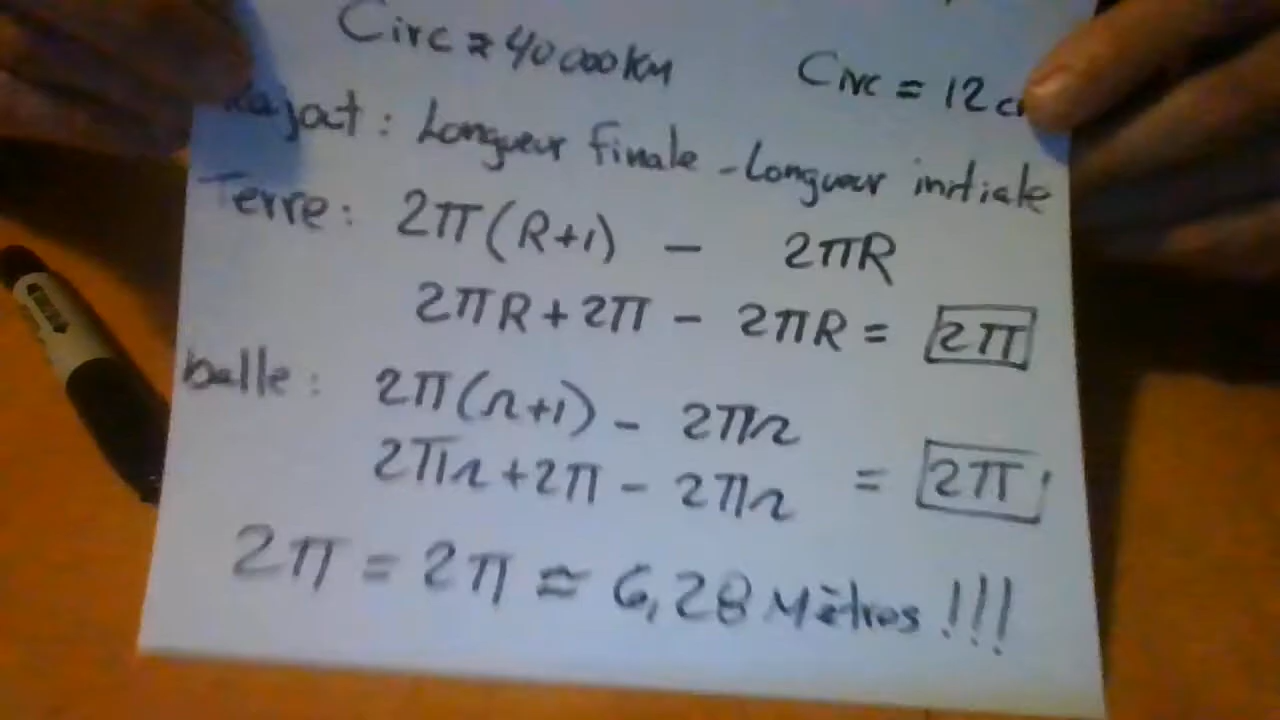 Circ ≈ 40 000 km Circ = 12
: Longueur finale - Longueur initiale
Terre: 2π(R+1) - 2πR
2πR + 2π - 2πR = 2π
balle: 2π(r+1) - 2πr
2πr + 2π - 2πr = 2π
2π = 2π ≈ 6,28 Mètres !!!